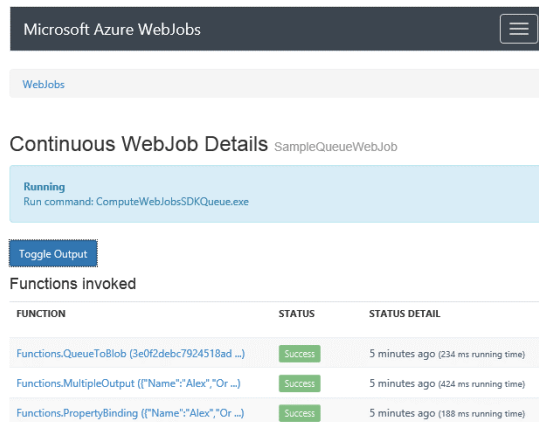 Microsoft Azure WebJobs
WebJobs
Continuous WebJob Details SampleQueueWebJob
Running
Run command: ComputeWebJobsSDKQueue.exe
Toggle Output
Functions invoked
FUNCTION STATUS STATUS DETAIL
Functions.QueueToBlob (3e0f2debc7924518ad ...) Success 5 minutes ago (234 ms running time)
Functions.MultipleOutput ({"Name":"Alex","Or ...) Success 5 minutes ago (424 ms running time)
Functions.PropertyBinding ({"Name":"Alex","Or ...) Success 5 minutes ago (188 ms running time)